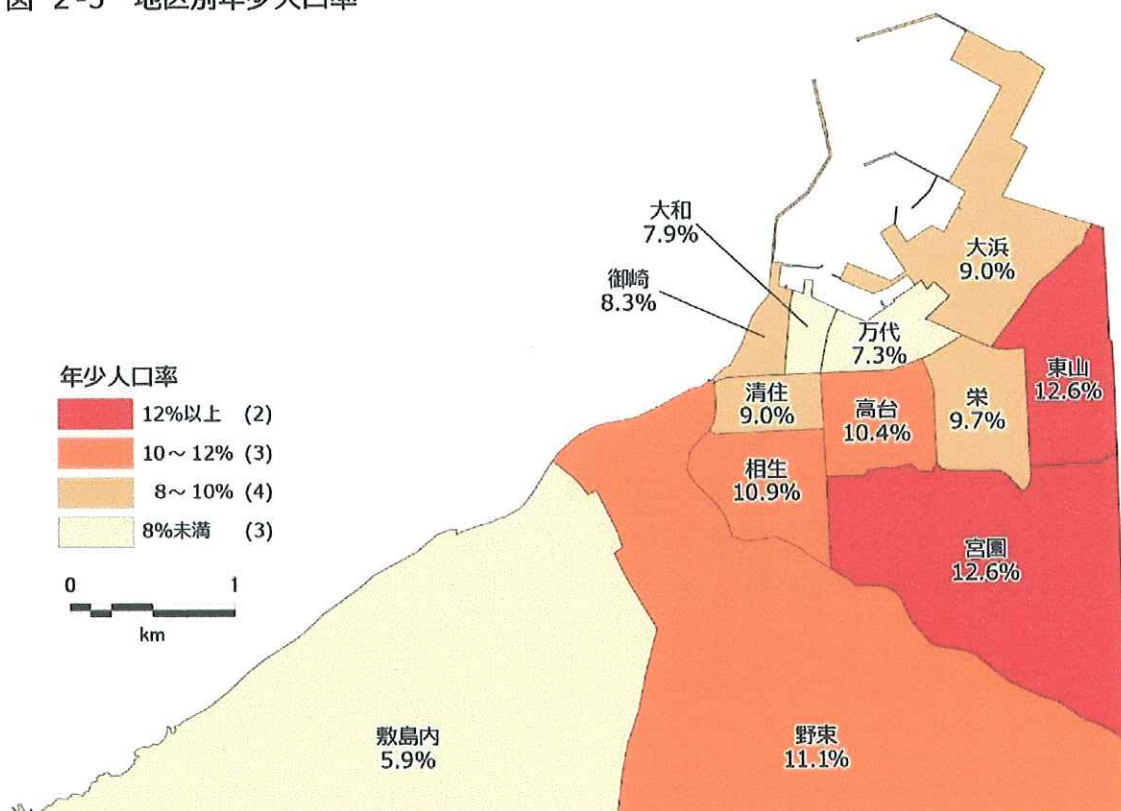 図 2-5 地区別年少人口率
大和
7.9%
御崎
8.3%
大浜
9.0%
万代
7.3%
東山
12.6%
清住
9.0%
高台
10.4%
栄
9.7%
相生
10.9%
宮園
12.6%
敷島内
5.9%
野束
11.1%
年少人口率
12%以上 (2)
10～12% (3)
8～10% (4)
8%未満 (3)
0 1
km